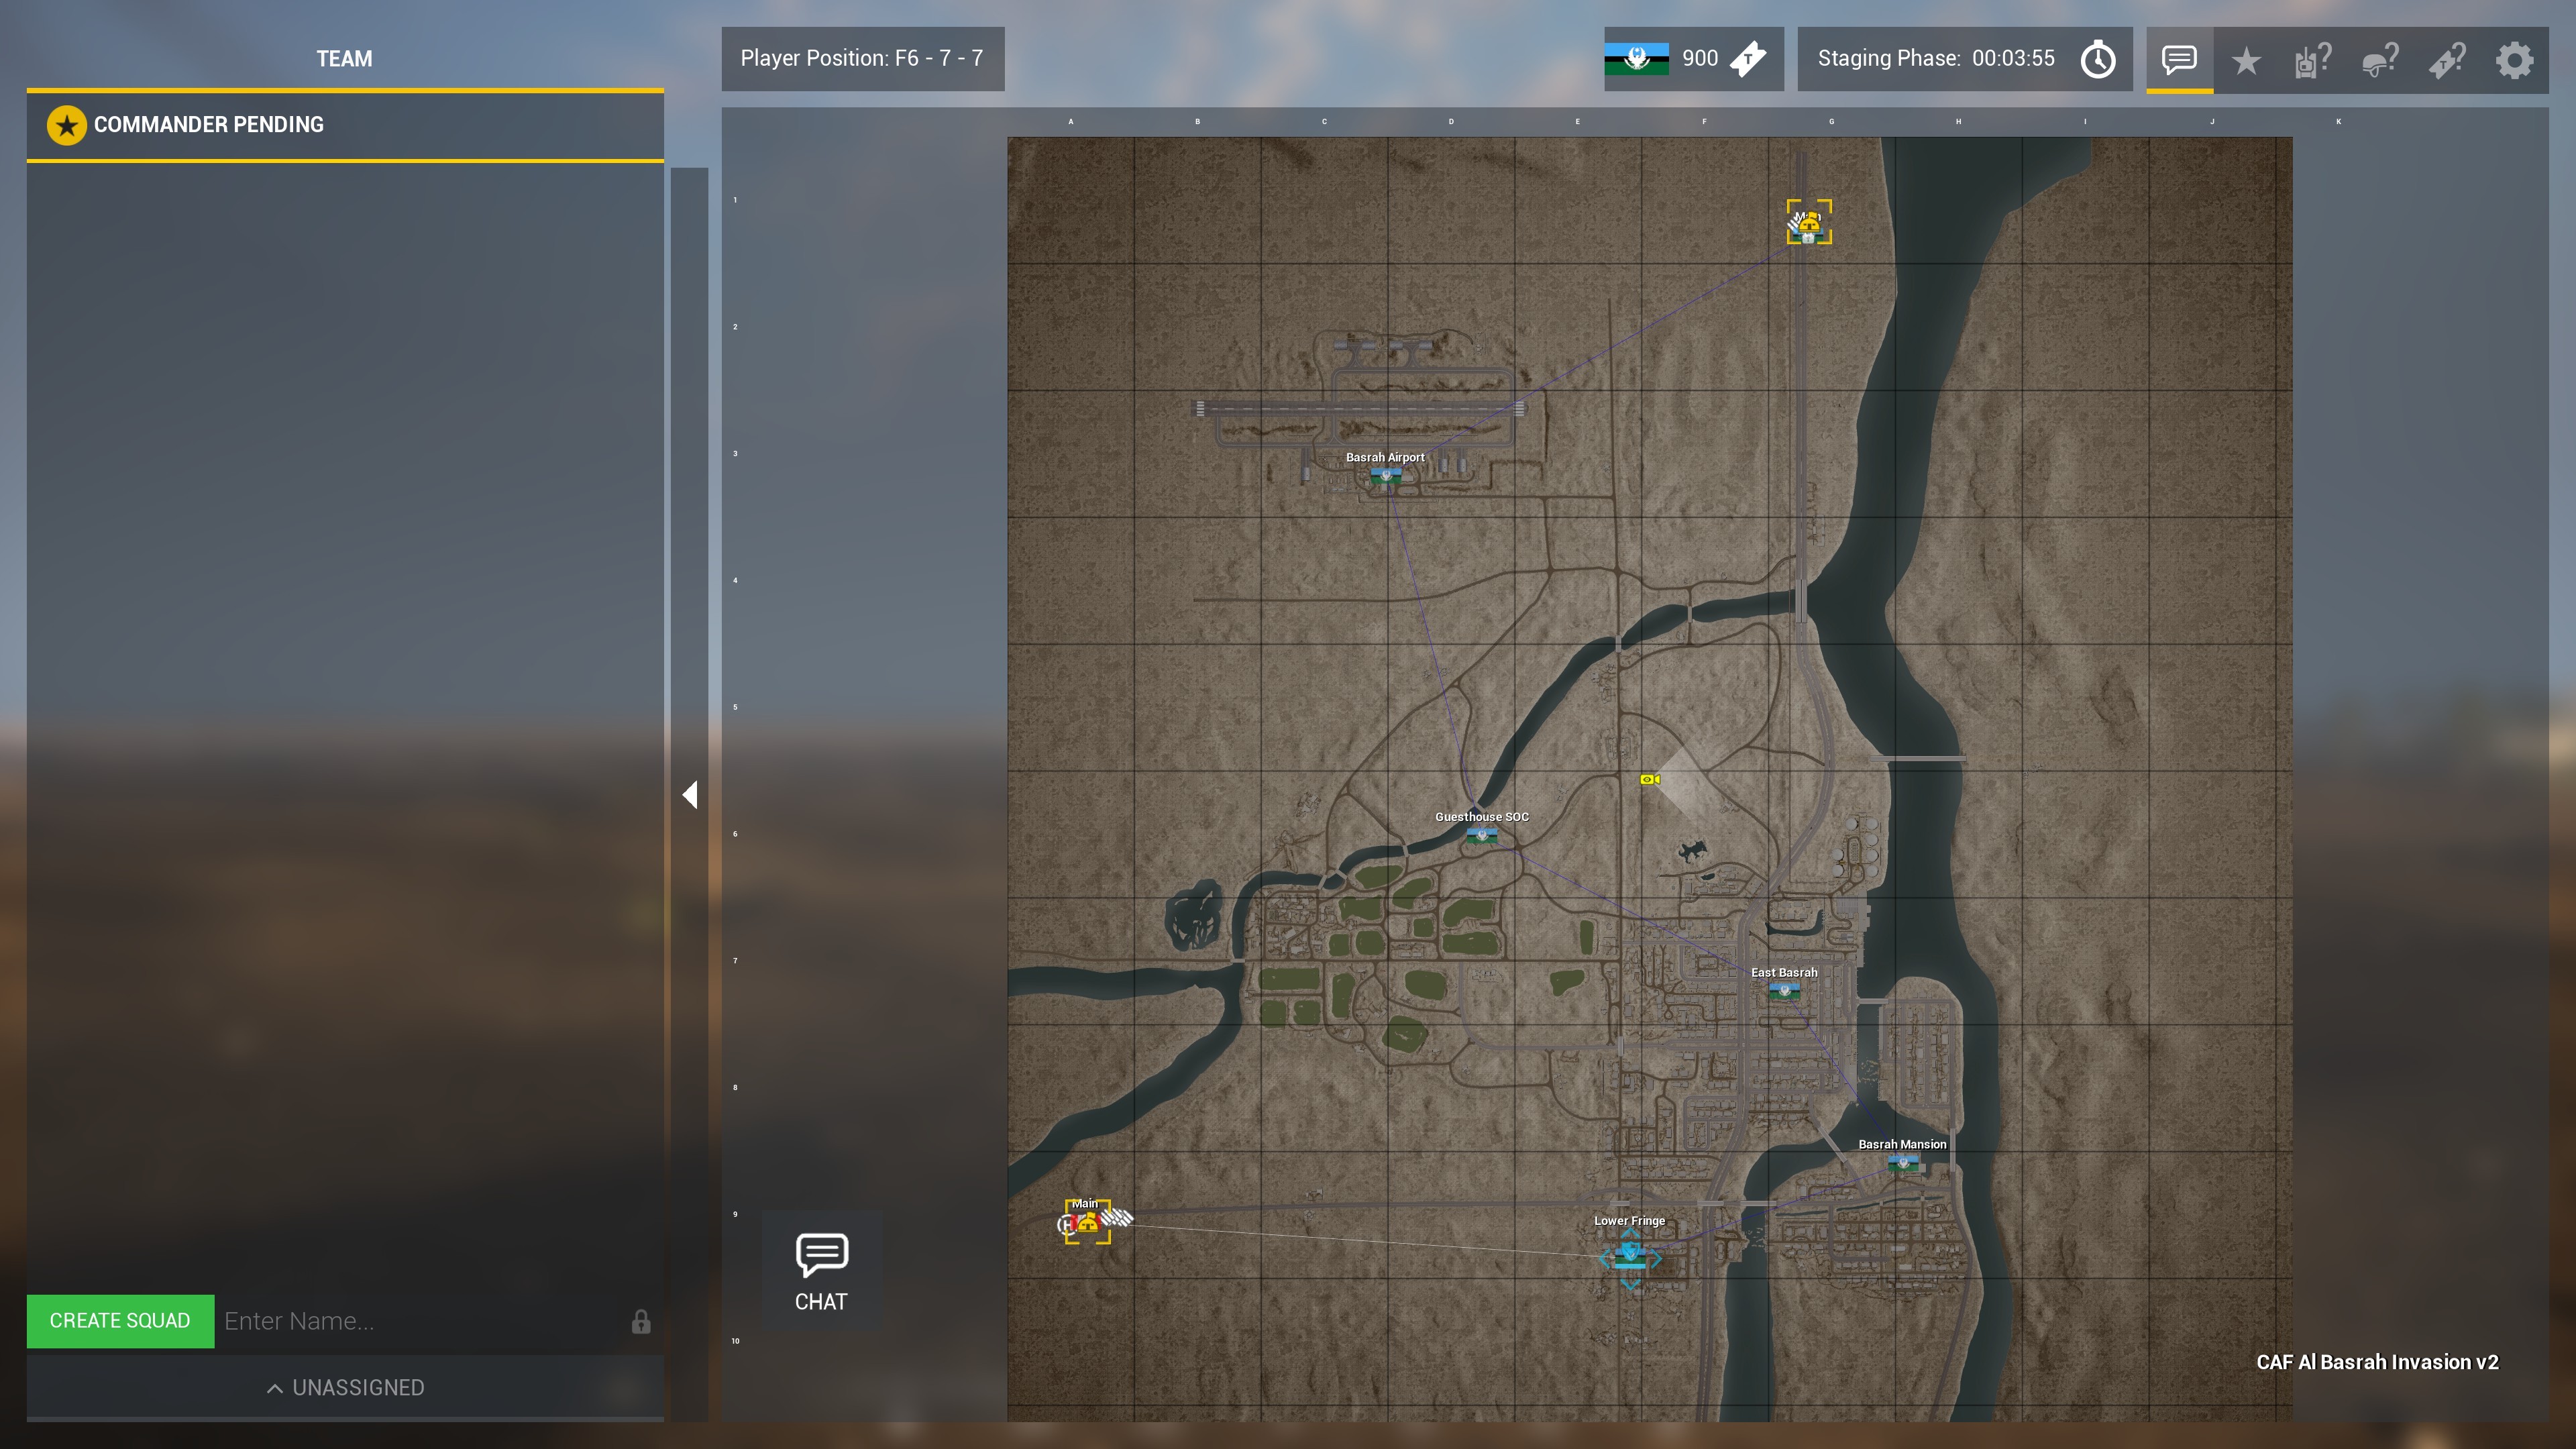 TEAM
COMMANDER PENDING
Player Position: F6 - 7 - 7
900
T
Staging Phase: 00:03:55
A B C D E F G H I J K
1
2
3
4
5
6
7
8
9
10
Basrah Airport
Guesthouse SOC
East Basrah
Basrah Mansion
Main
H
Lower Fringe
CHAT
CREATE SQUAD
Enter Name...
UNASSIGNED
CAF Al Basrah Invasion v2